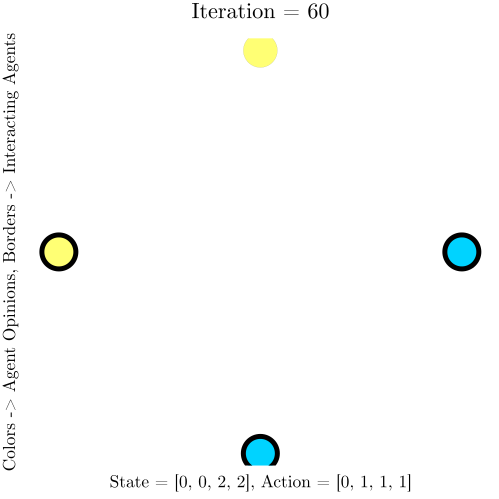 Iteration = 60
Colors -> Agent Opinions, Borders -> Interacting Agents
State = [0, 0, 2, 2], Action = [0, 1, 1, 1]